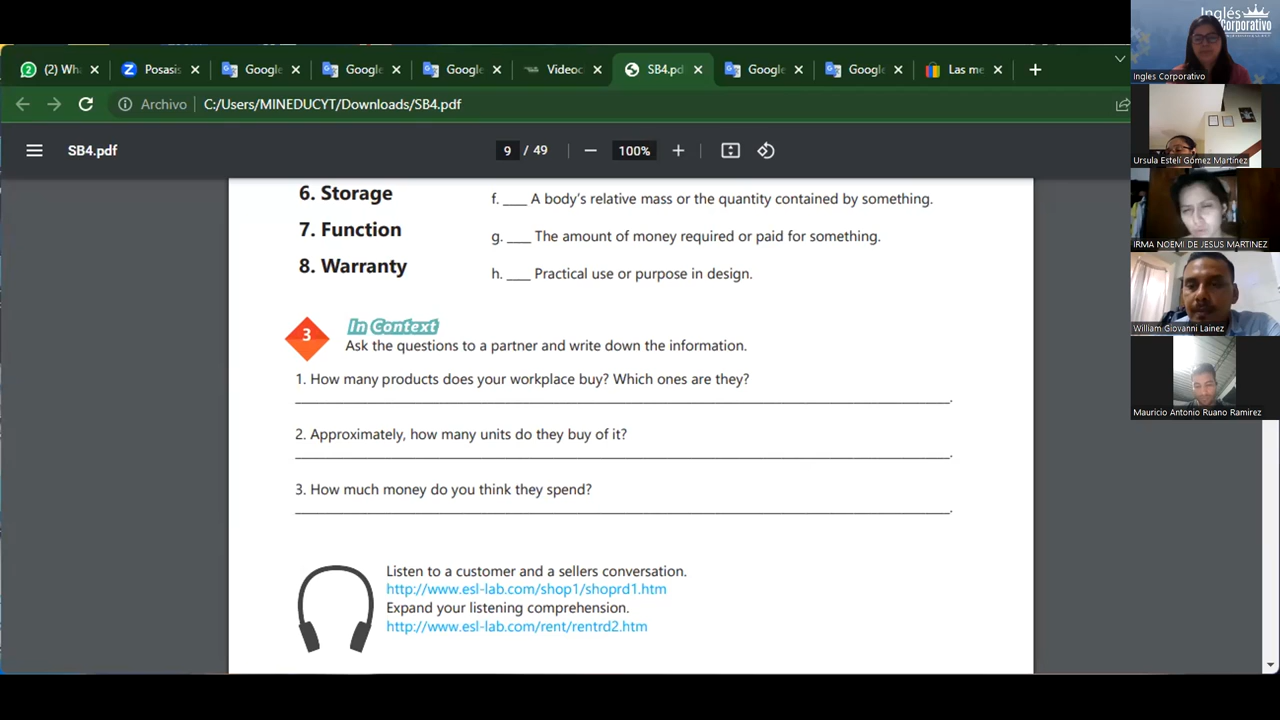 Inglés
Corporativo
(2) Wh
Posasis
Google
Google
Google
Videoc
SB4.pd
Google
Google
Las me
Archivo C:/Users/MINEDUCYT/Downloads/SB4.pdf
SB4.pdf
9 / 49
100%
Ingles Corporativo
Ursula Estelí Gómez Martínez
IRMA NOEMI DE JESUS MARTINEZ
William Giovanni Lainez
Mauricio Antonio Ruano Ramirez
6. Storage
f. ___ A body's relative mass or the quantity contained by something.
7. Function
g. ___ The amount of money required or paid for something.
8. Warranty
h. ___ Practical use or purpose in design.
3
In Context
Ask the questions to a partner and write down the information.
1. How many products does your workplace buy? Which ones are they?
2. Approximately, how many units do they buy of it?
3. How much money do you think they spend?
Listen to a customer and a sellers conversation.
http://www.esl-lab.com/shop1/shoprd1.htm
Expand your listening comprehension.
http://www.esl-lab.com/rent/rentrd2.htm